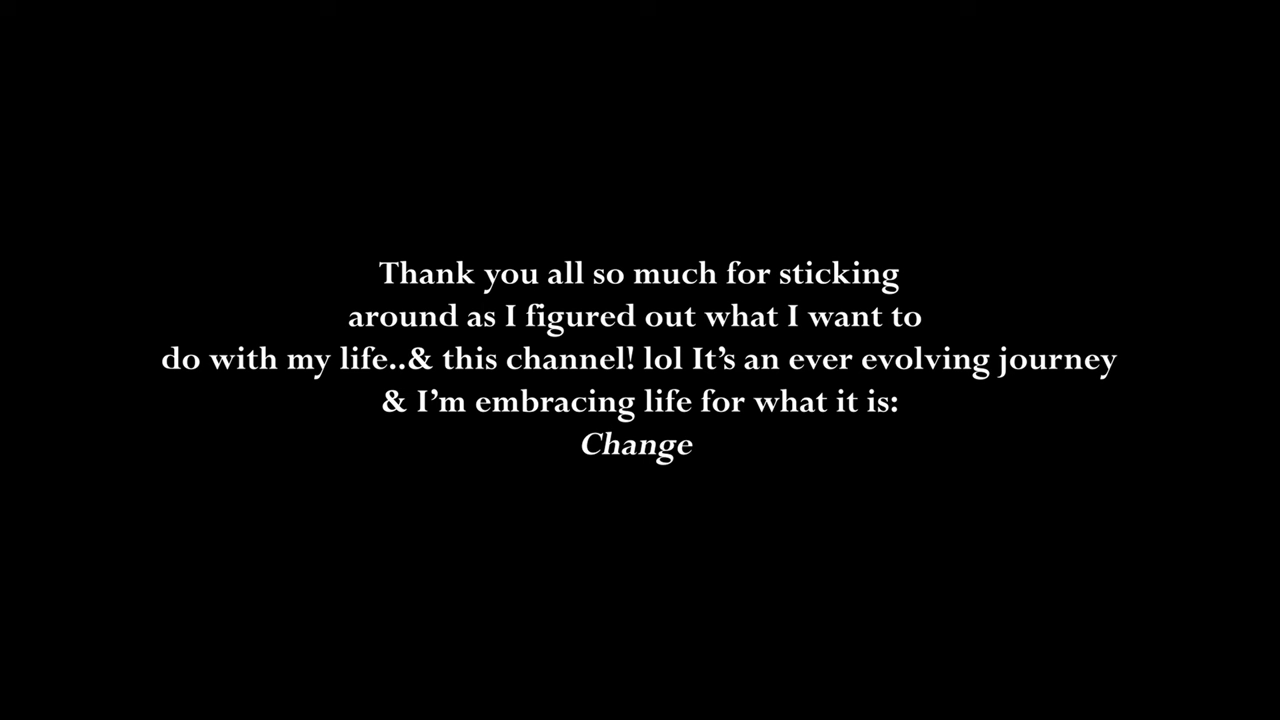 Thank you all so much for sticking
around as I figured out what I want to
do with my life..& this channel! lol It’s an ever evolving journey
& I’m embracing life for what it is:
Change